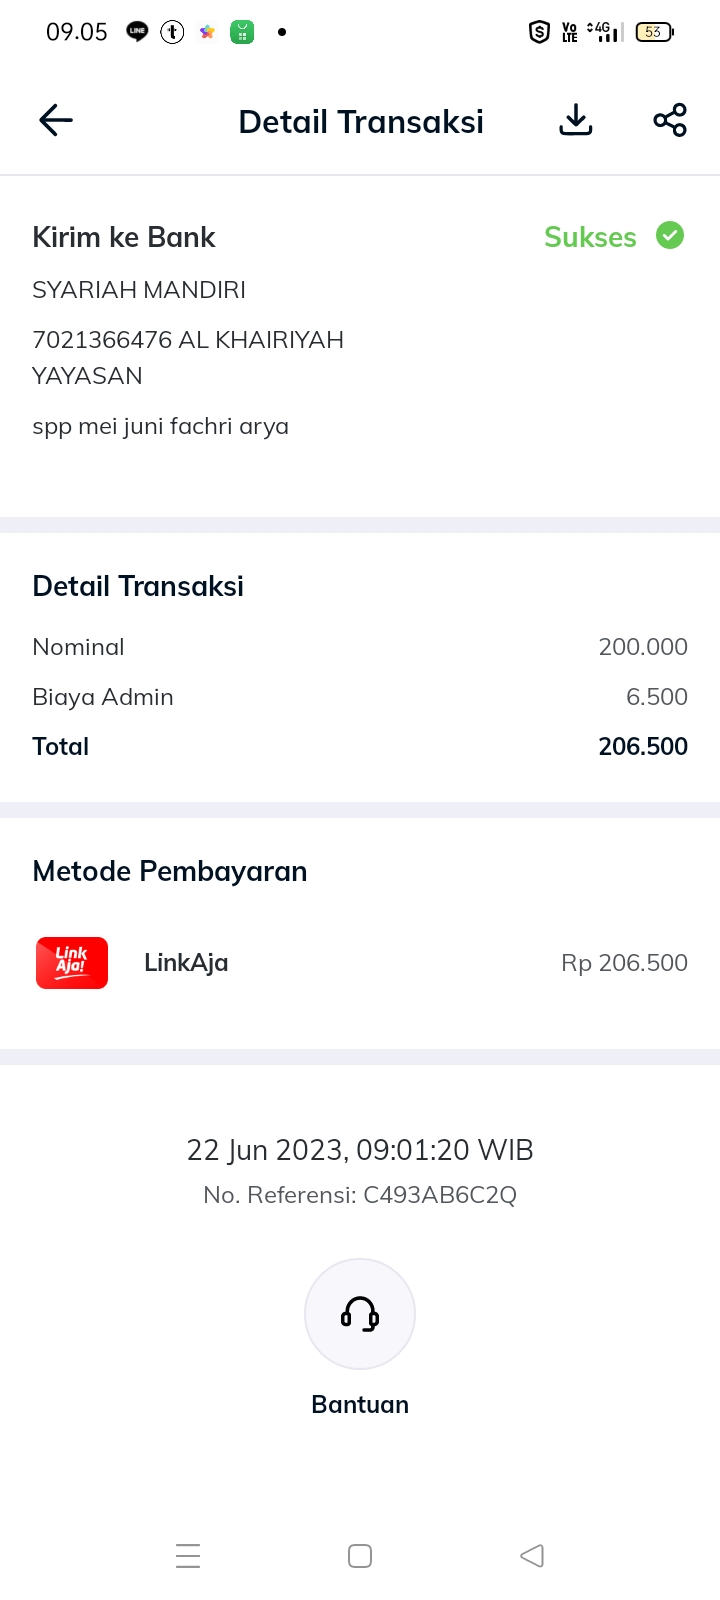 09.05 LINE t $ Vo LTE 4G 53
Detail Transaksi
Kirim ke Bank Sukses
SYARIAH MANDIRI
7021366476 AL KHAIRIYAH
YAYASAN
spp mei juni fachri arya
Detail Transaksi
Nominal 200.000
Biaya Admin 6.500
Total 206.500
Metode Pembayaran
Link
Aja!
LinkAja Rp 206.500
22 Jun 2023, 09:01:20 WIB
No. Referensi: C493AB6C2Q
Bantuan